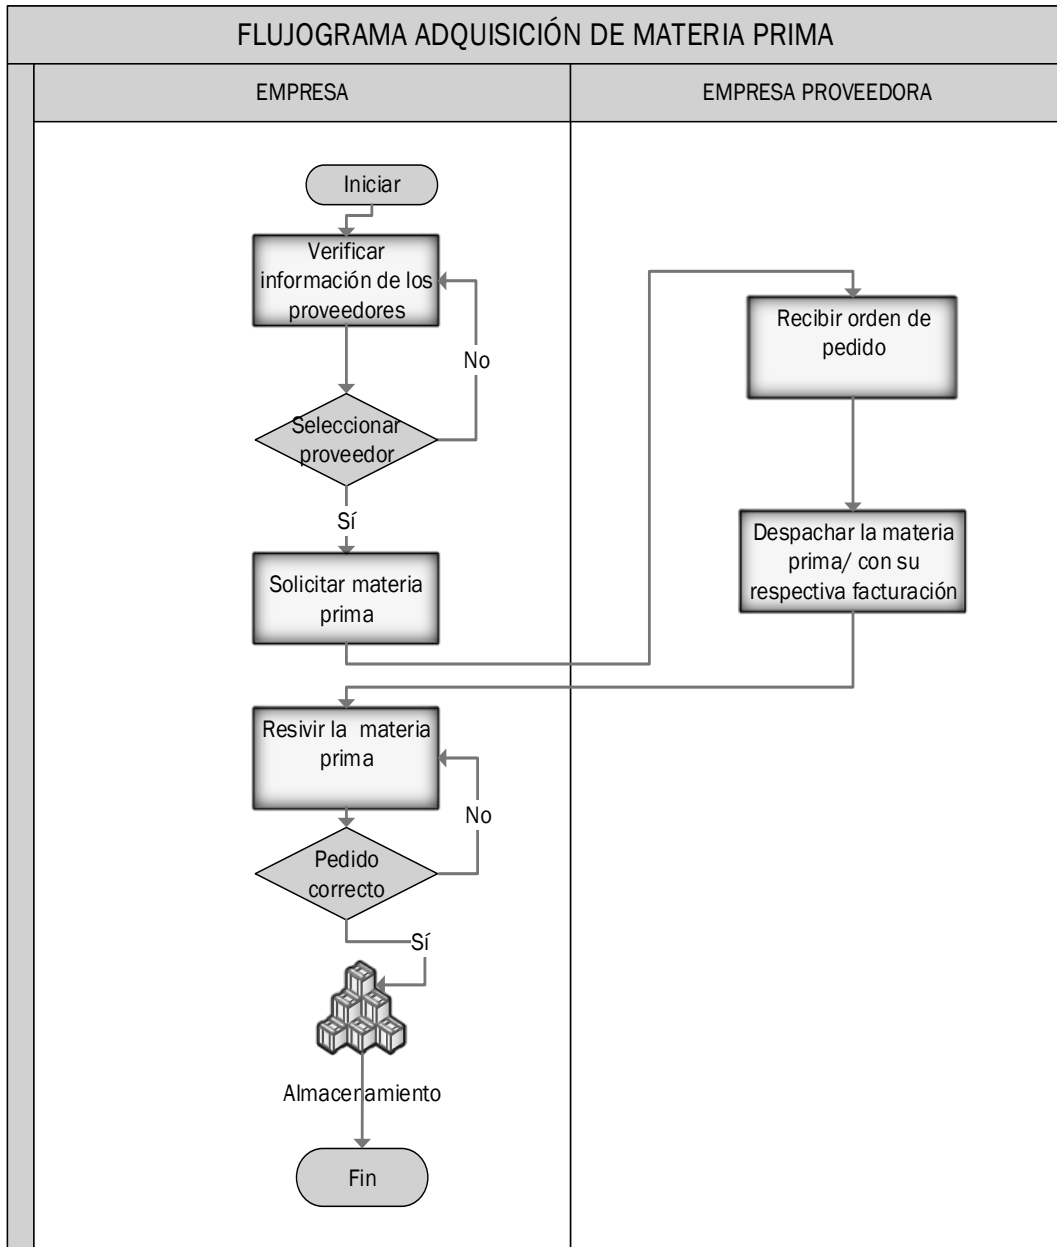 FLUJOGRAMA ADQUISICIÓN DE MATERIA PRIMA
EMPRESA
EMPRESA PROVEEDORA
Iniciar
Verificar
información de los
proveedores
No
Seleccionar
proveedor
Sí
Solicitar materia
prima
Recibir orden de
pedido
Despachar la materia
prima/ con su
respectiva facturación
Resivir la materia
prima
No
Pedido
correcto
Sí
Almacenamiento
Fin